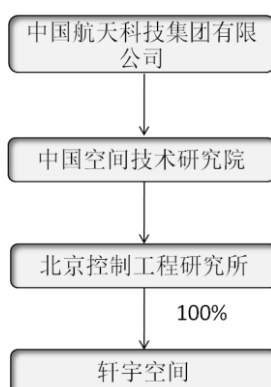 中国航天科技集团有限
公司
中国空间技术研究院
北京控制工程研究所
100%
轩宇空间